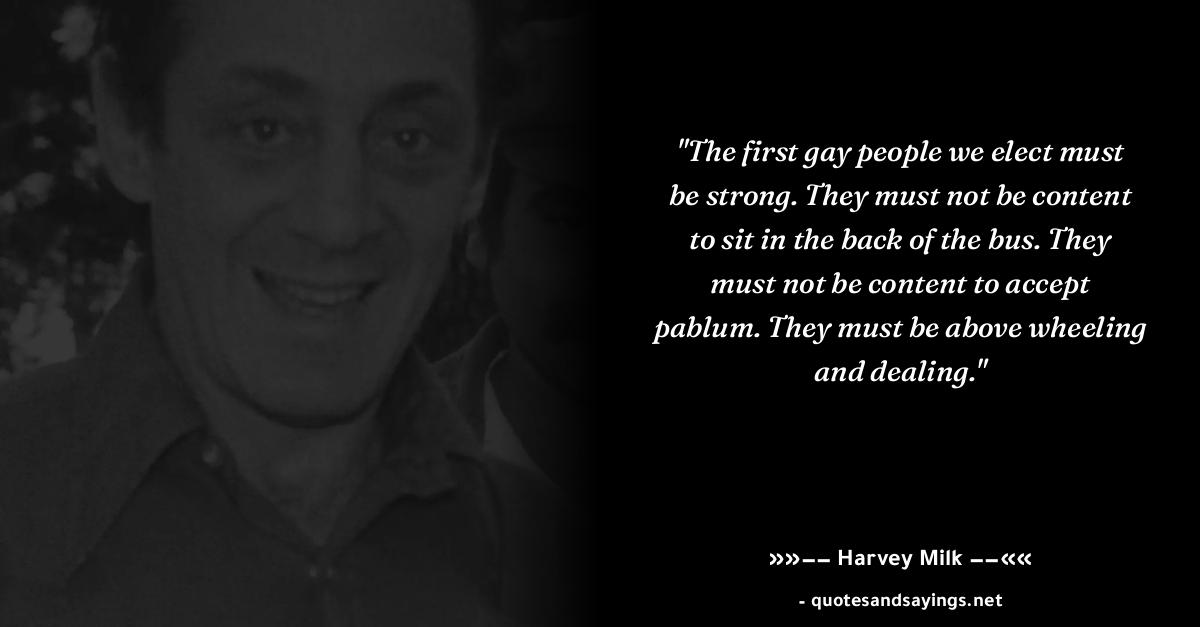 "The first gay people we elect must
be strong. They must not be content
to sit in the back of the bus. They
must not be content to accept
pablum. They must be above wheeling
and dealing."
»»–– Harvey Milk ––««
- quotesandsayings.net